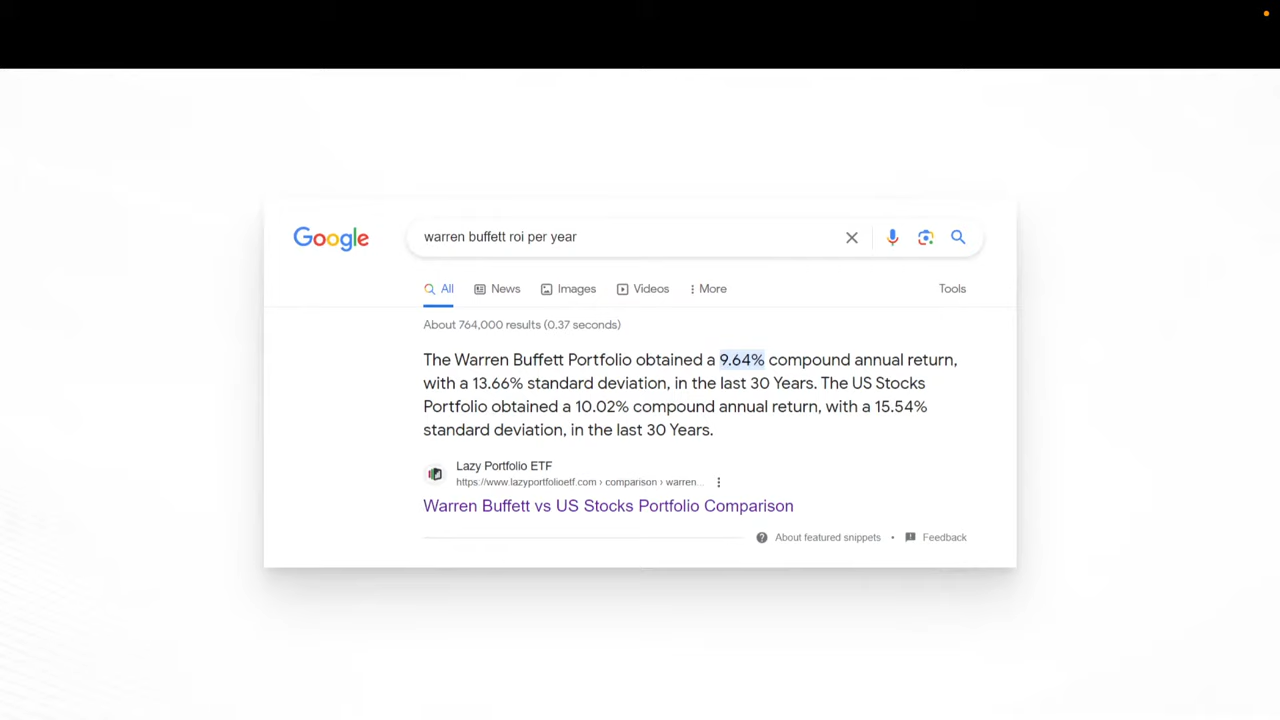 Google
warren buffett roi per year
All News Images Videos More Tools
About 764,000 results (0.37 seconds)
The Warren Buffett Portfolio obtained a 9.64% compound annual return,
with a 13.66% standard deviation, in the last 30 Years. The US Stocks
Portfolio obtained a 10.02% compound annual return, with a 15.54%
standard deviation, in the last 30 Years.
Lazy Portfolio ETF
https://www.lazyportfolioetf.com › comparison › warren...
Warren Buffett vs US Stocks Portfolio Comparison
About featured snippets • Feedback